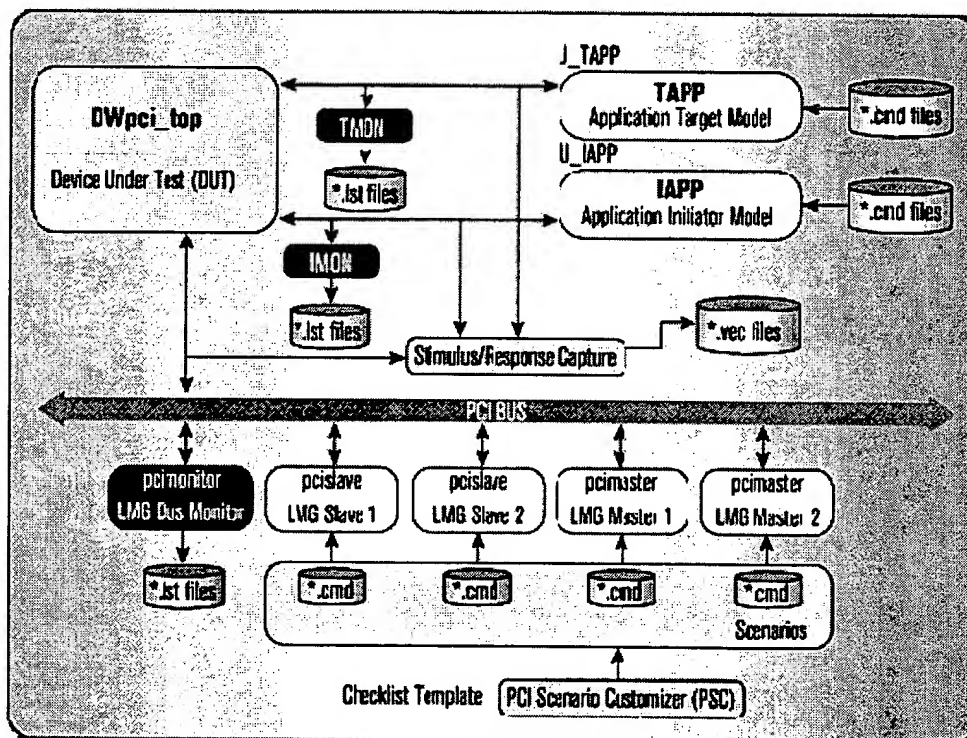 J_TAPP
DWpci_top
Device Under Test (DUT)
TMON
*.lst files
TAPP
Application Target Model
*.cmd files
U_IAPP
IAPP
Application Initiator Model
*.cmd files
IMON
*.lst files
*.vec files
Stimulus/Response Capture
PCI BUS
pcimonitor
LMG Bus Monitor
pcislave
LMG Slave 1
pcislave
LMG Slave 2
pcimaster
LMG Master 1
pcimaster
LMG Master 2
*.lst files
*.cmd
*.cmd
*.cmd
*.cmd
Scenarios
Checklist Template
PCI Scenario Customizer (PSC)